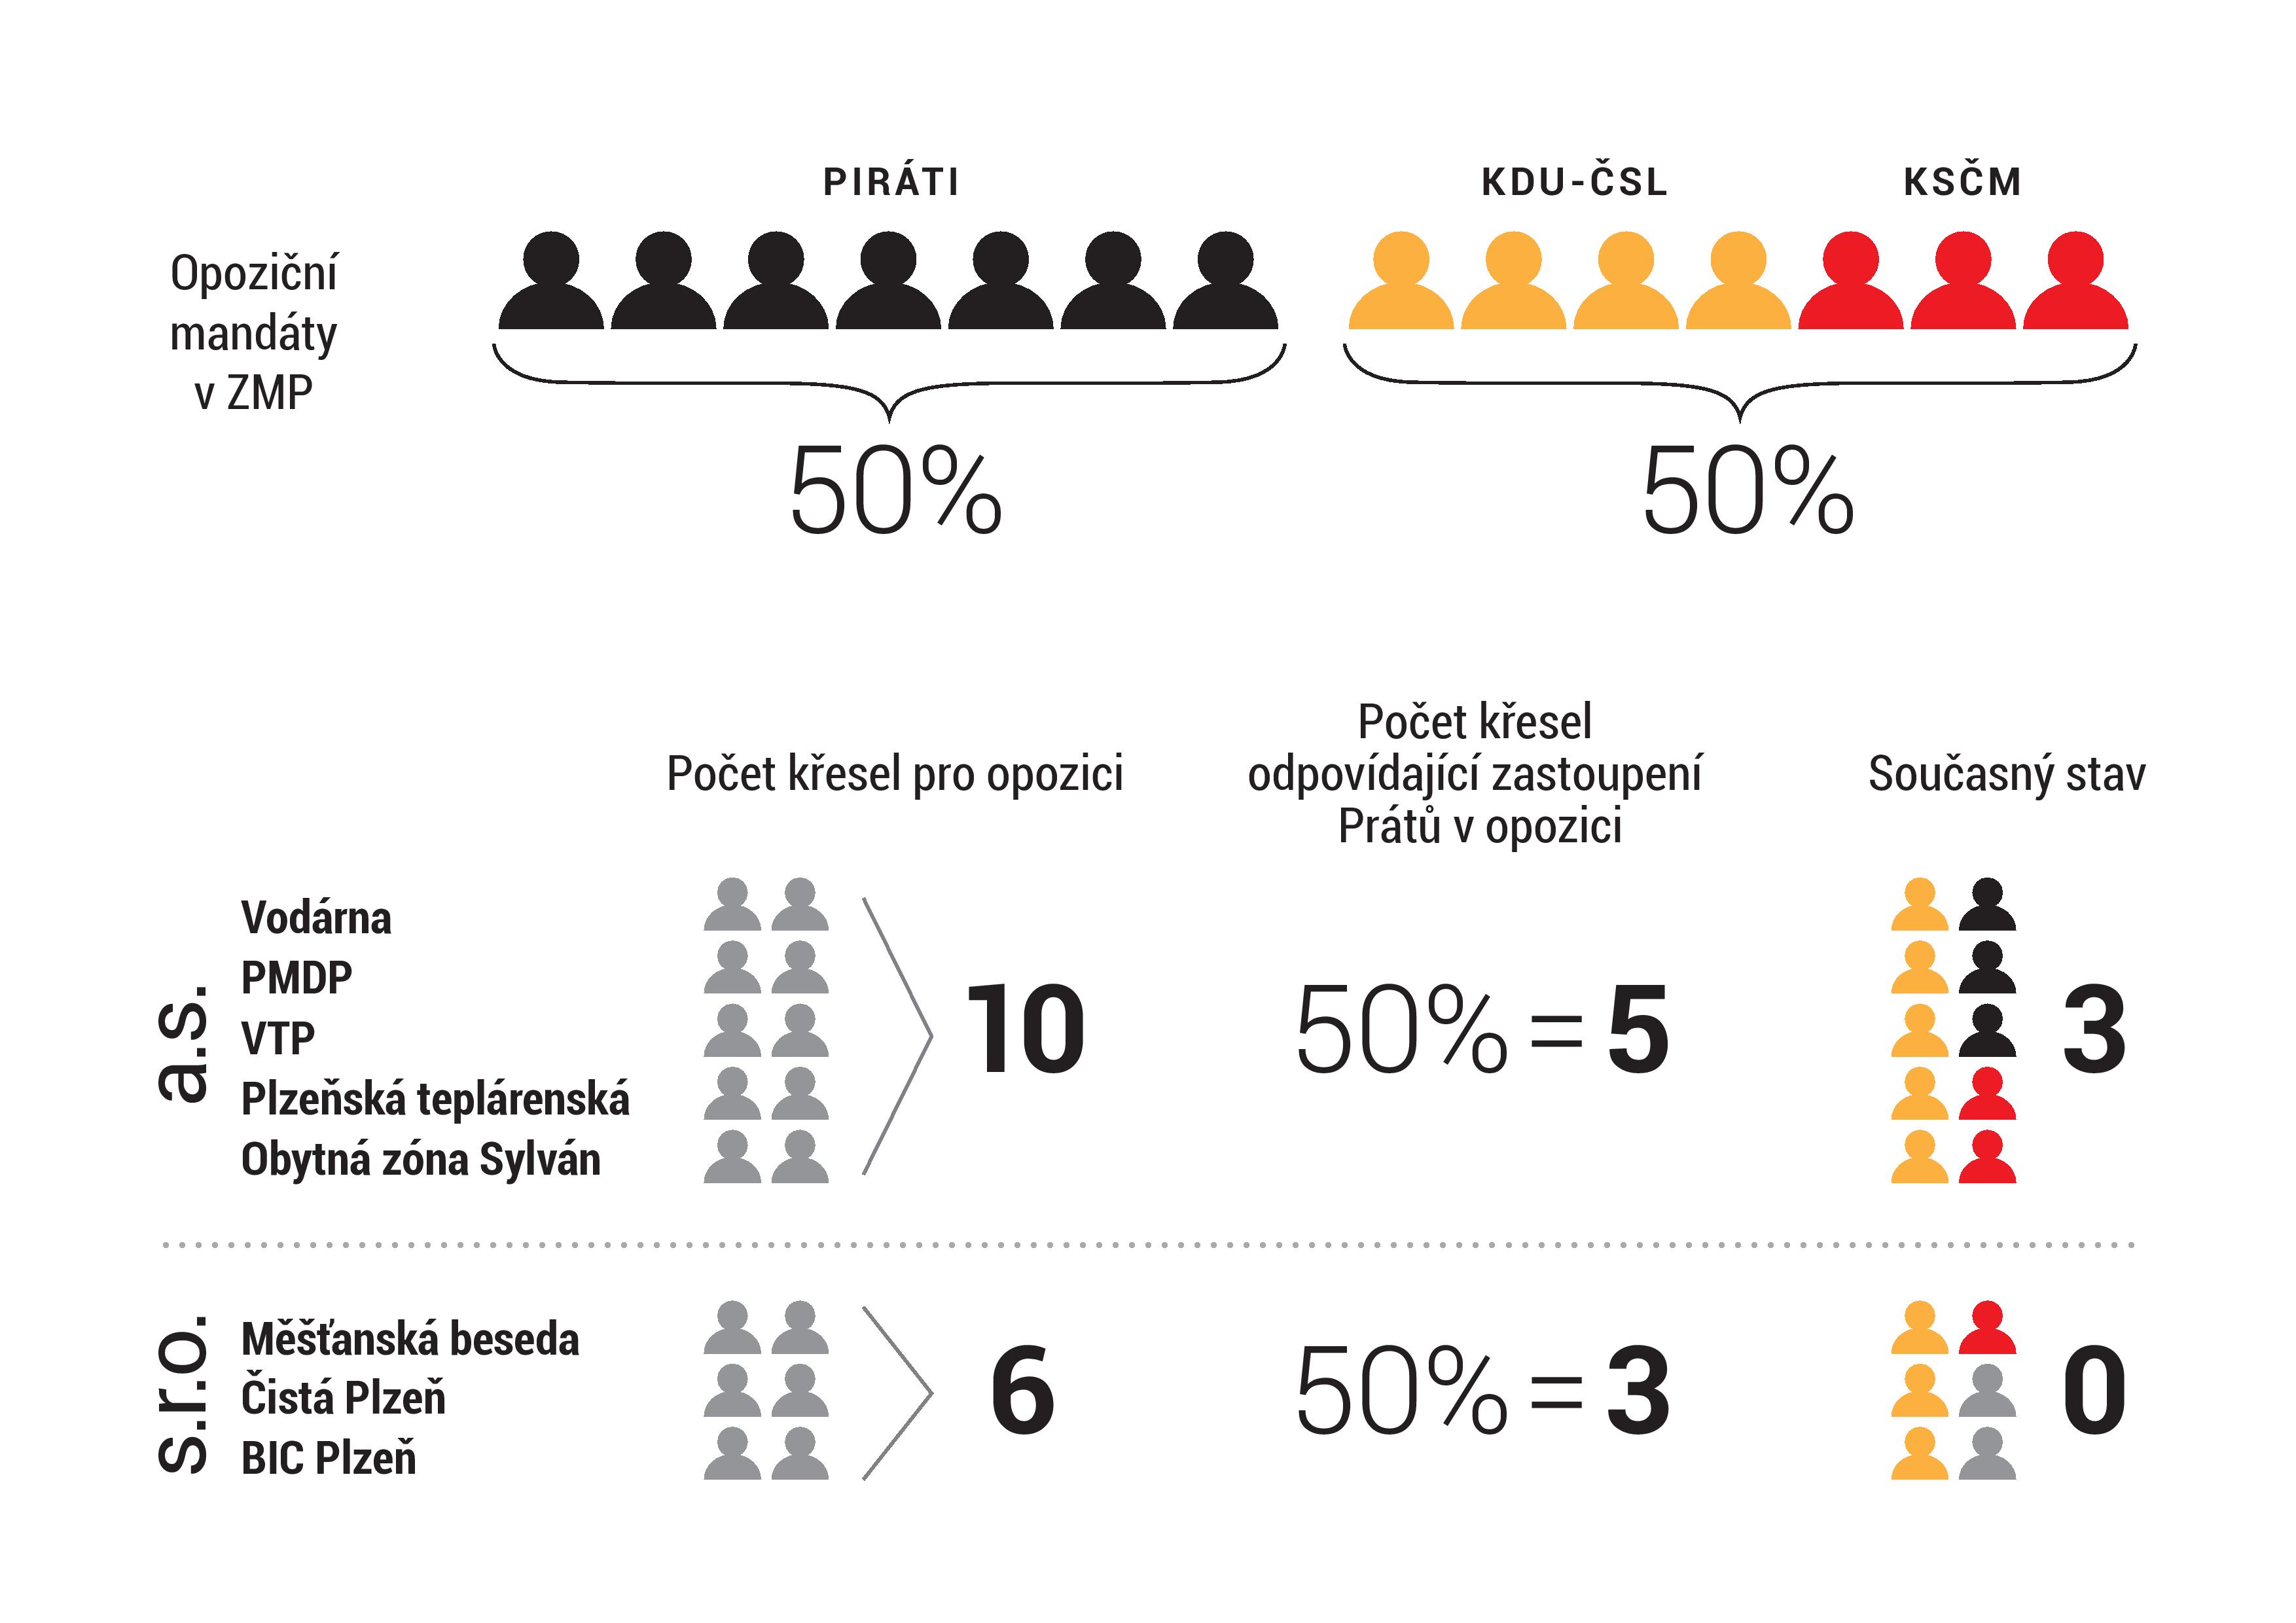 PIRÁTI
KDU-ČSL
KSČM
Opoziční
mandáty
v ZMP
50%
50%
Počet křesel pro opozici
Počet křesel
odpovídající zastoupení
Prátů v opozici
Současný stav
a.s.
Vodárna
PMDP
VTP
Plzeňská teplárenská
Obytná zóna Sylván
10
50% = 5
3
s.r.o.
Měšťanská beseda
Čistá Plzeň
BIC Plzeň
6
50% = 3
0